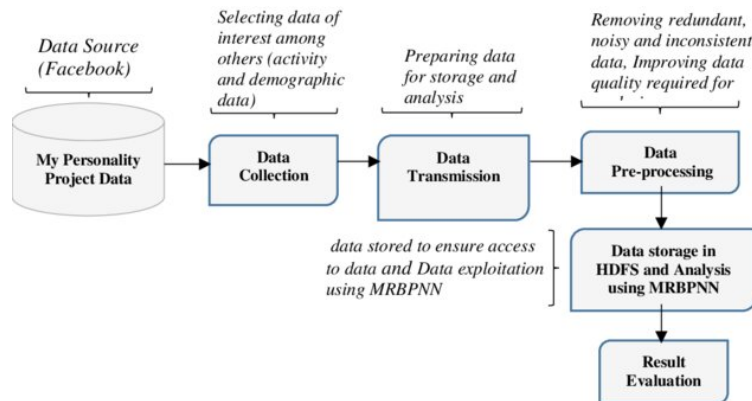 Data Source
(Facebook)
Selecting data of
interest among
others (activity
and demographic
data)
Preparing data
for storage and
analysis
Removing redundant,
noisy and inconsistent
data, Improving data
quality required for
My Personality
Project Data
Data
Collection
Data
Transmission
Data
Pre-processing
data stored to ensure access
to data and Data exploitation
using MRBPNN
Data storage in
HDFS and Analysis
using MRBPNN
Result
Evaluation